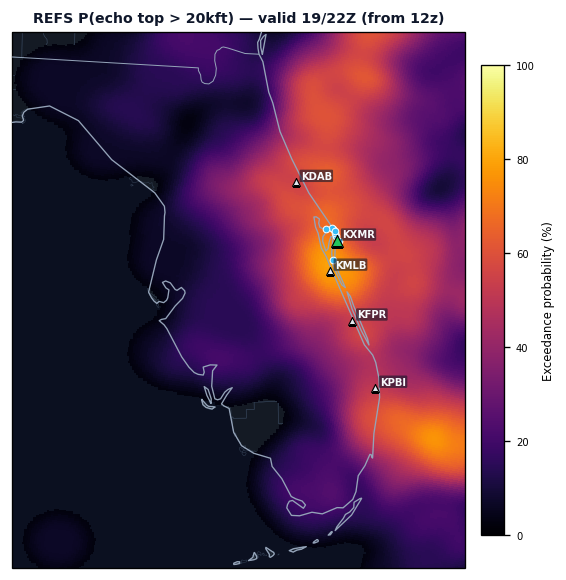 REFS P(echo top > 20kft) — valid 19/22Z (from 12z)
100
KDAB
80
KXMR
KMLB
60
KFPR
40
KPBI
20
0
Exceedance probability (%)